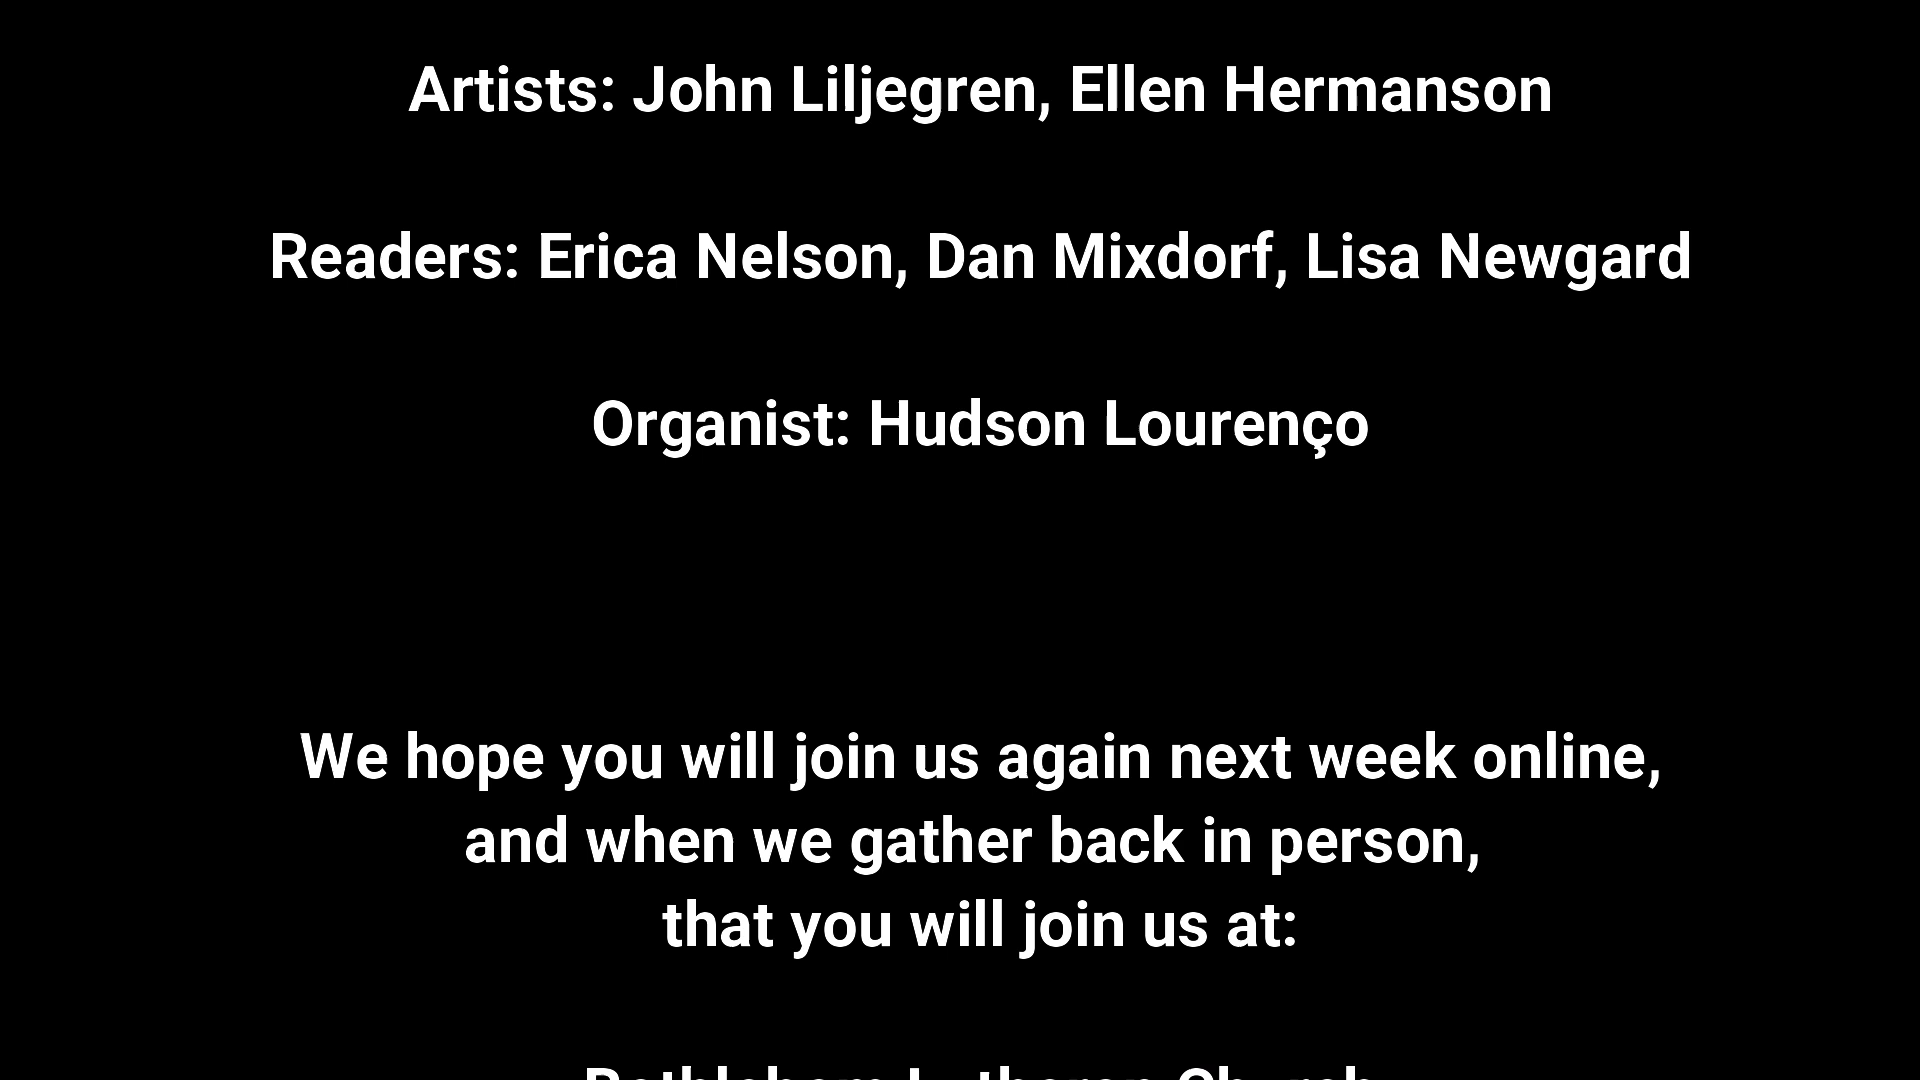 Artists: John Liljegren, Ellen Hermanson
Readers: Erica Nelson, Dan Mixdorf, Lisa Newgard
Organist: Hudson Lourenço
We hope you will join us again next week online,
and when we gather back in person,
that you will join us at:
Bethlehem Lutheran Church